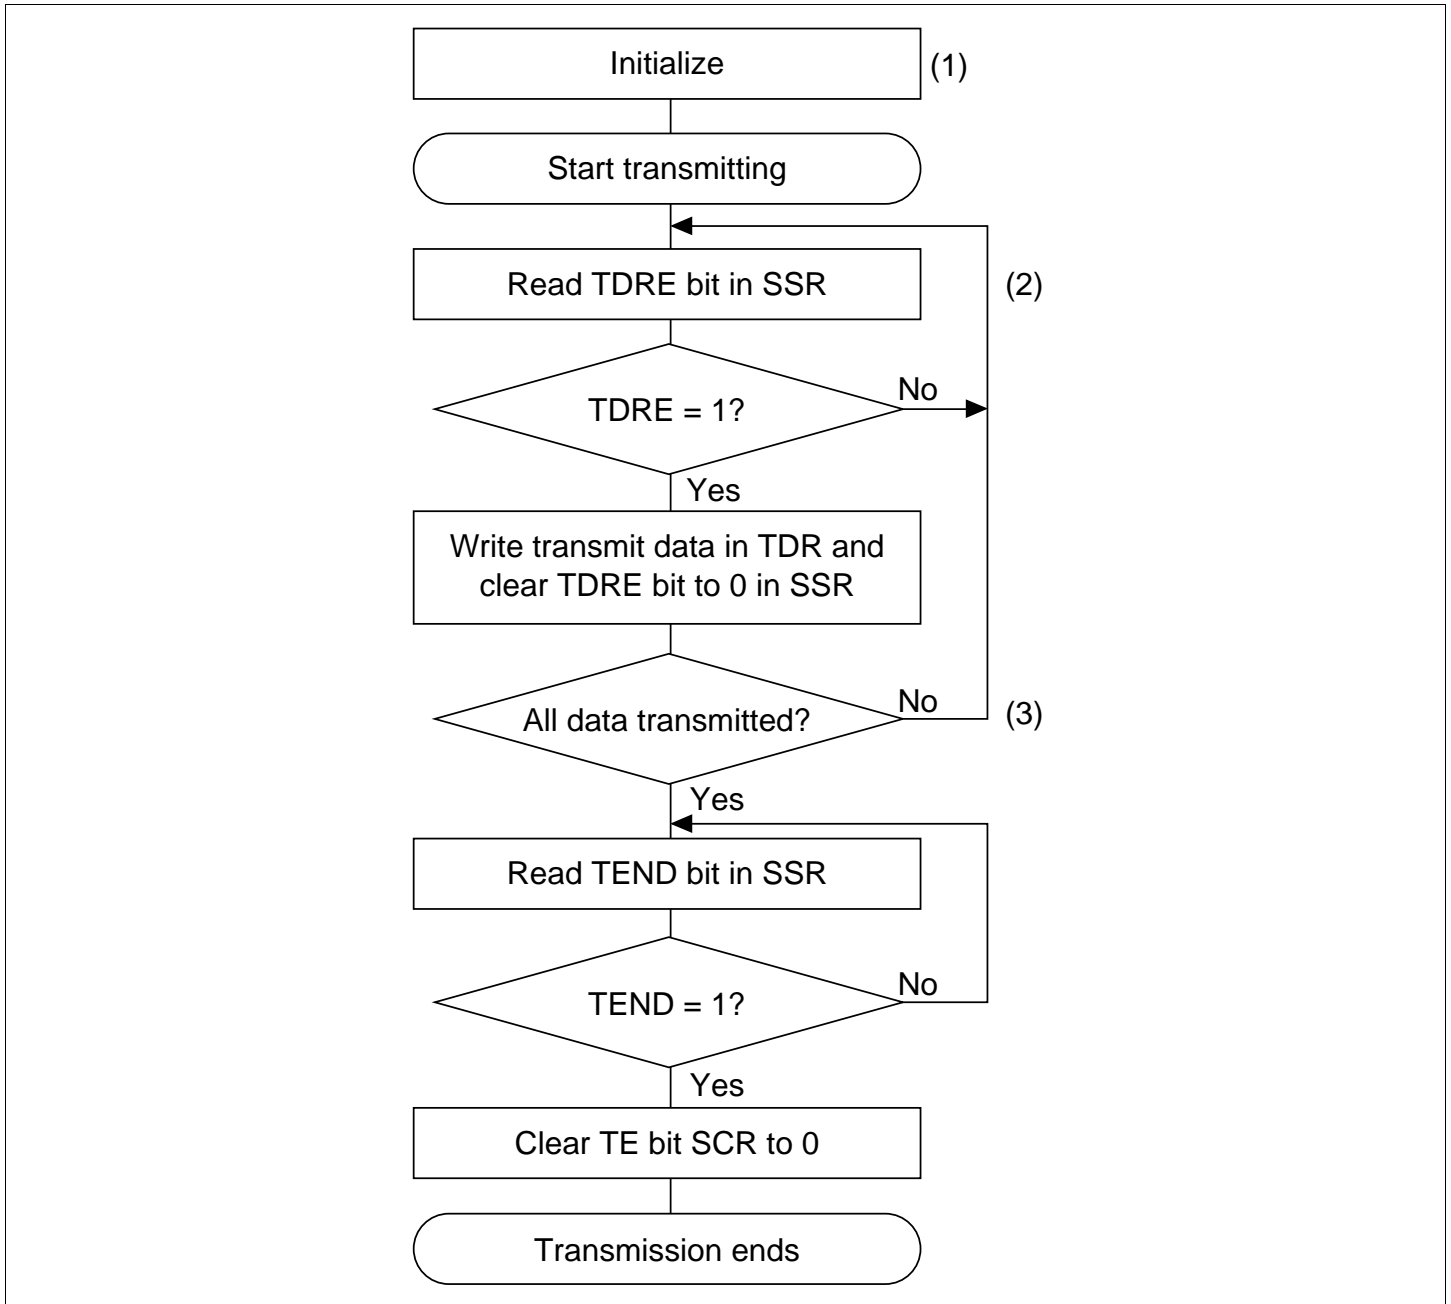 Initialize
(1)
Start transmitting
Read TDRE bit in SSR
(2)
TDRE = 1?
No
Yes
Write transmit data in TDR and
clear TDRE bit to 0 in SSR
All data transmitted?
No
(3)
Yes
Read TEND bit in SSR
TEND = 1?
No
Yes
Clear TE bit SCR to 0
Transmission ends